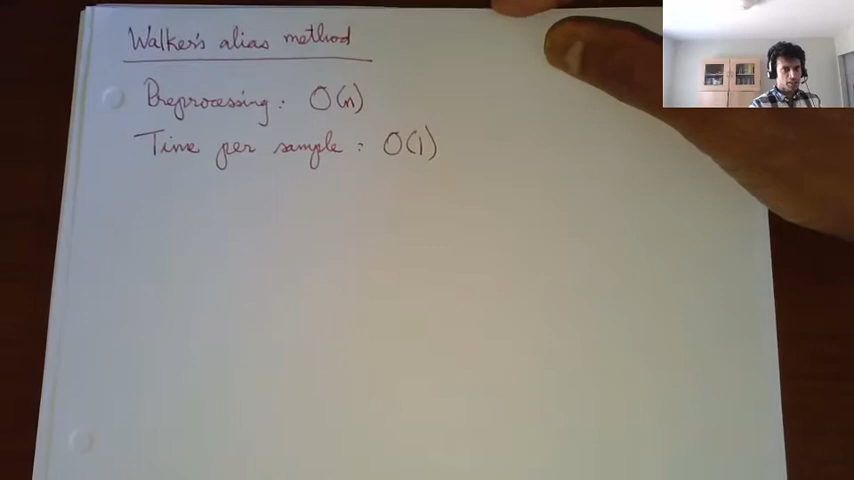 Walker's alias method
Preprocessing: O(n)
Time per sample: O(1)